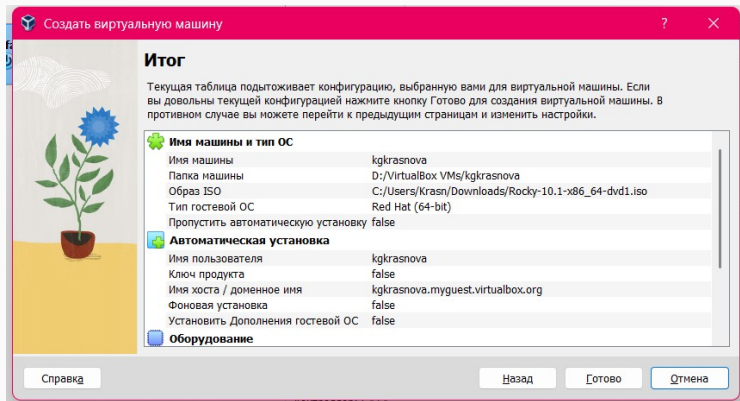 Создать виртуальную машину
Итог
Текущая таблица подытоживает конфигурацию, выбранную вами для виртуальной машины. Если
вы довольны текущей конфигурацией нажмите кнопку Готово для создания виртуальной машины. В
противном случае вы можете перейти к предыдущим страницам и изменить настройки.
Имя машины и тип ОС
Имя машины kgkrasnova
Папка машины D:/VirtualBox VMs/kgkrasnova
Образ ISO C:/Users/Krasn/Downloads/Rocky-10.1-x86_64-dvd1.iso
Тип гостевой ОС Red Hat (64-bit)
Пропустить автоматическую установку false
Автоматическая установка
Имя пользователя kgkrasnova
Ключ продукта false
Имя хоста / доменное имя kgkrasnova.myguest.virtualbox.org
Фоновая установка false
Установить Дополнения гостевой ОС false
Оборудование
Справка Назад Готово Отмена